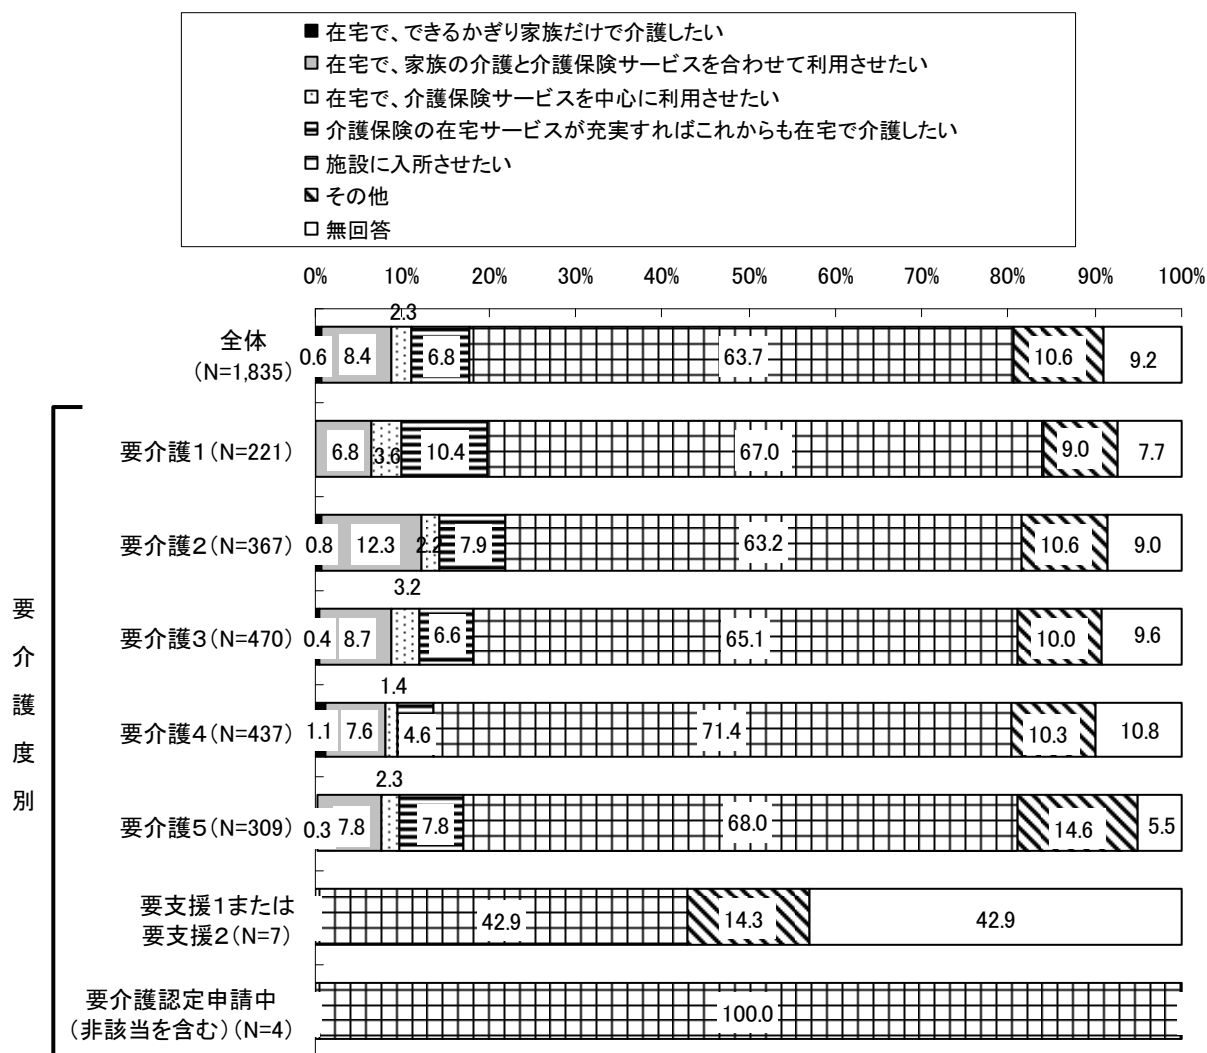 在宅で、できるかぎり家族だけで介護したい
在宅で、家族の介護と介護保険サービスを合わせて利用させたい
在宅で、介護保険サービスを中心に利用させたい
介護保険の在宅サービスが充実すればこれからも在宅で介護したい
施設に入所させたい
その他
無回答
0% 10% 20% 30% 40% 50% 60% 70% 80% 90% 100%
2.3
全体
(N=1,835)
0.6 8.4 6.8 63.7 10.6 9.2
要介護1(N=221) 6.8 3.6 10.4 67.0 9.0 7.7
要介護2(N=367) 0.8 12.3 2.2 7.9 63.2 10.6 9.0
3.2
要介護3(N=470) 0.4 8.7 6.6 65.1 10.0 9.6
1.4
要介護4(N=437) 1.1 7.6 4.6 71.4 10.3 10.8
2.3
要介護5(N=309) 0.3 7.8 7.8 68.0 14.6 5.5
要支援1または
要支援2(N=7)
42.9 14.3 42.9
要介護認定申請中
(非該当を含む)(N=4)
100.0
要介護度別